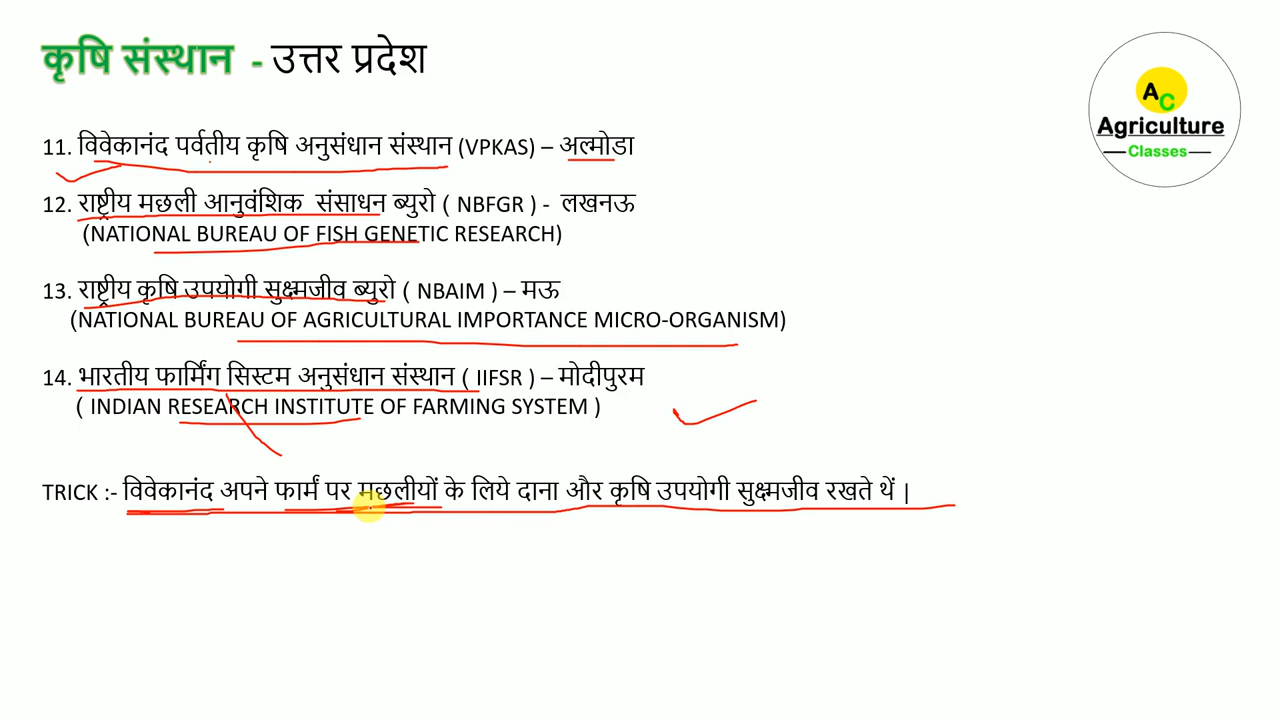 कृषि संस्थान - उत्तर प्रदेश
AC
Agriculture
Classes
11. विवेकानंद पर्वतीय कृषि अनुसंधान संस्थान (VPKAS) – अल्मोडा
12. राष्ट्रीय मछली आनुवंशिक संसाधन ब्युरो ( NBFGR ) - लखनऊ
(NATIONAL BUREAU OF FISH GENETIC RESEARCH)
13. राष्ट्रीय कृषि उपयोगी सुक्ष्मजीव ब्युरो ( NBAIM ) – मऊ
(NATIONAL BUREAU OF AGRICULTURAL IMPORTANCE MICRO-ORGANISM)
14. भारतीय फार्मिंग सिस्टम अनुसंधान संस्थान ( IIFSR ) – मोदीपुरम
( INDIAN RESEARCH INSTITUTE OF FARMING SYSTEM )
TRICK :- विवेकानंद अपने फार्मं पर मछलीयों के लिये दाना और कृषि उपयोगी सुक्ष्मजीव रखते थें |